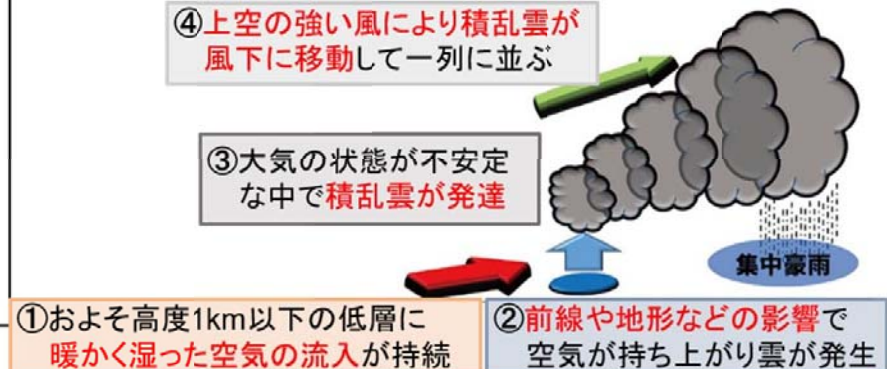 ④上空の強い風により積乱雲が
風下に移動して一列に並ぶ
③大気の状態が不安定
な中で積乱雲が発達
集中豪雨
①およそ高度1km以下の低層に
暖かく湿った空気の流入が持続
②前線や地形などの影響で
空気が持ち上がり雲が発生